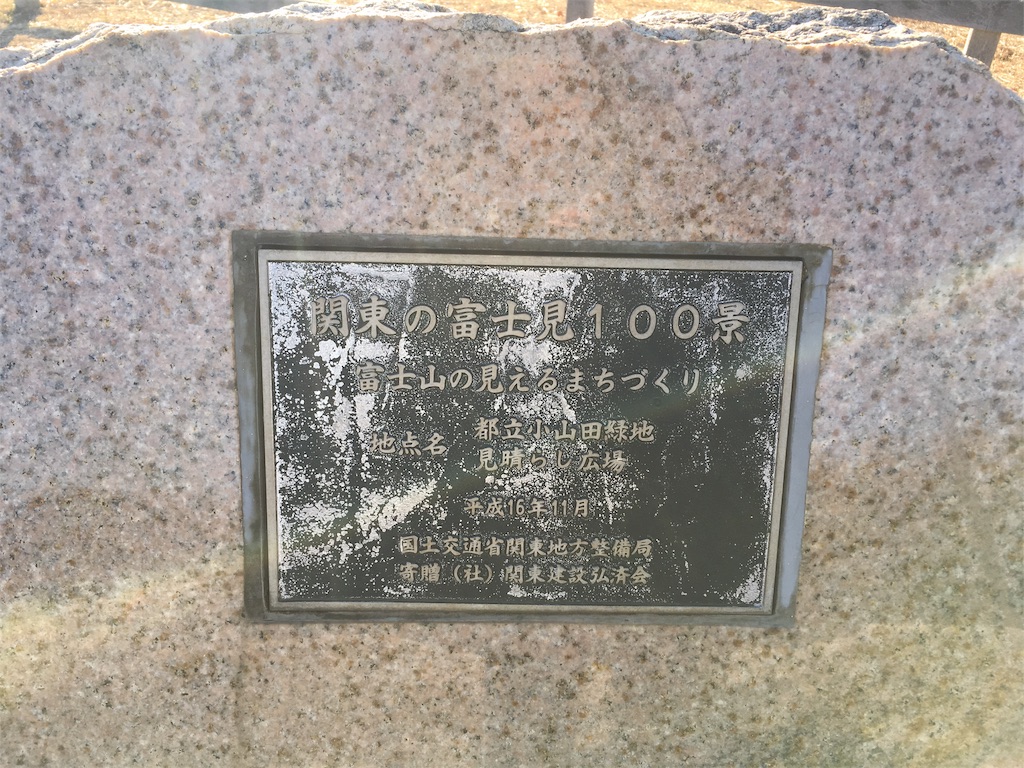 関東の富士見100景
富士山の見えるまちづくり
地点名 都立小山田緑地
見晴らし広場
平成16年11月
国土交通省関東地方整備局
寄贈（社）関東建設弘済会